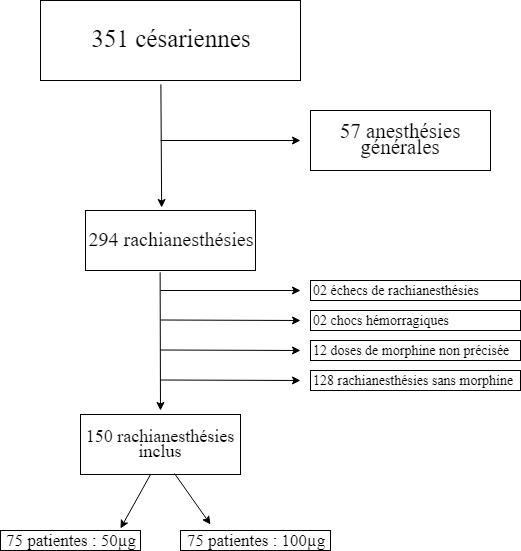 351 césariennes
57 anesthésies
générales
294 rachianesthésies
02 échecs de rachianesthésies
02 chocs hémorragiques
12 doses de morphine non précisée
128 rachianesthésies sans morphine
150 rachianesthésies
inclus
75 patientes : 50µg
75 patientes : 100µg